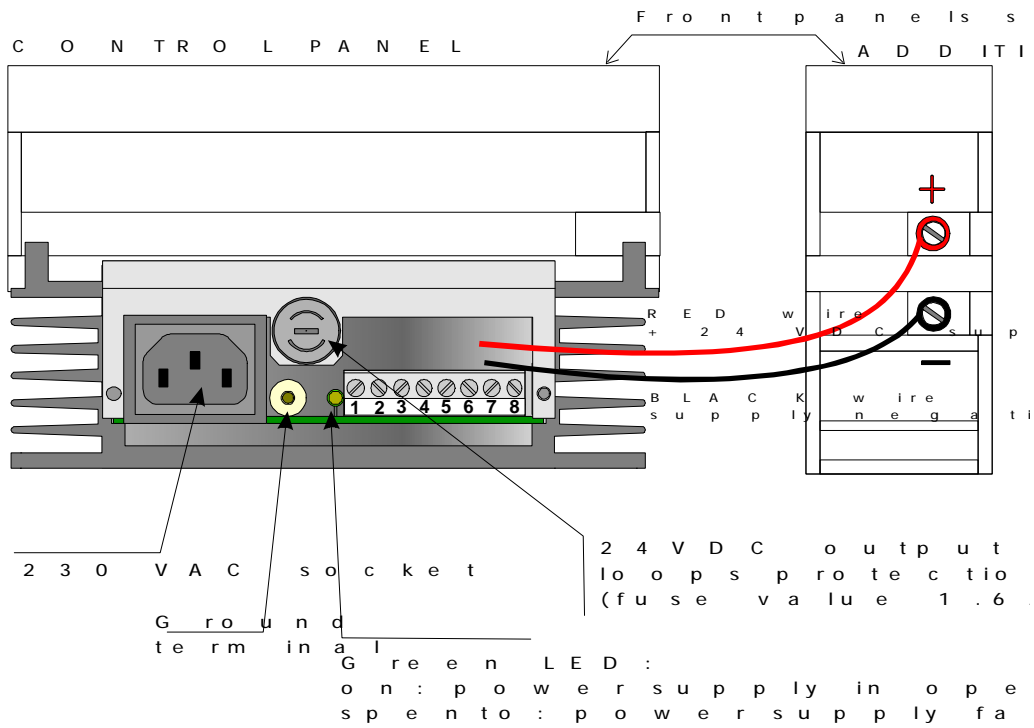 Front panels s
CONTROL PANEL
ADDITI
+
RED wire
+ 24 VDC sup
–
BLACK wire
supply negati
1 2 3 4 5 6 7 8
230 VAC socket
Ground
terminal
24VDC output
loops protectio
(fuse value 1.6
Green LED:
on: power supply in ope
spento: power supply fa